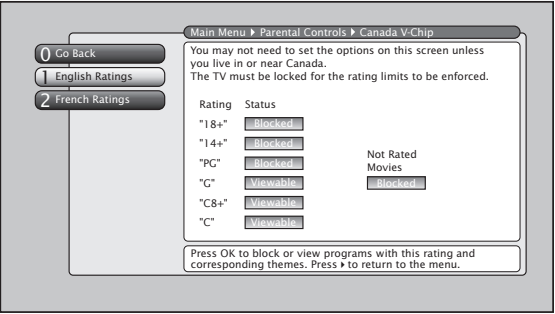 Main Menu ▸ Parental Controls ▸ Canada V-Chip
0 Go Back
1 English Ratings
2 French Ratings
You may not need to set the options on this screen unless
you live in or near Canada.
The TV must be locked for the rating limits to be enforced.
Rating Status
"18+" Blocked
"14+" Blocked
"PG" Blocked
"G" Viewable
"C8+" Viewable
"C" Viewable
Not Rated
Movies
Blocked
Press OK to block or view programs with this rating and
corresponding themes. Press ▸ to return to the menu.